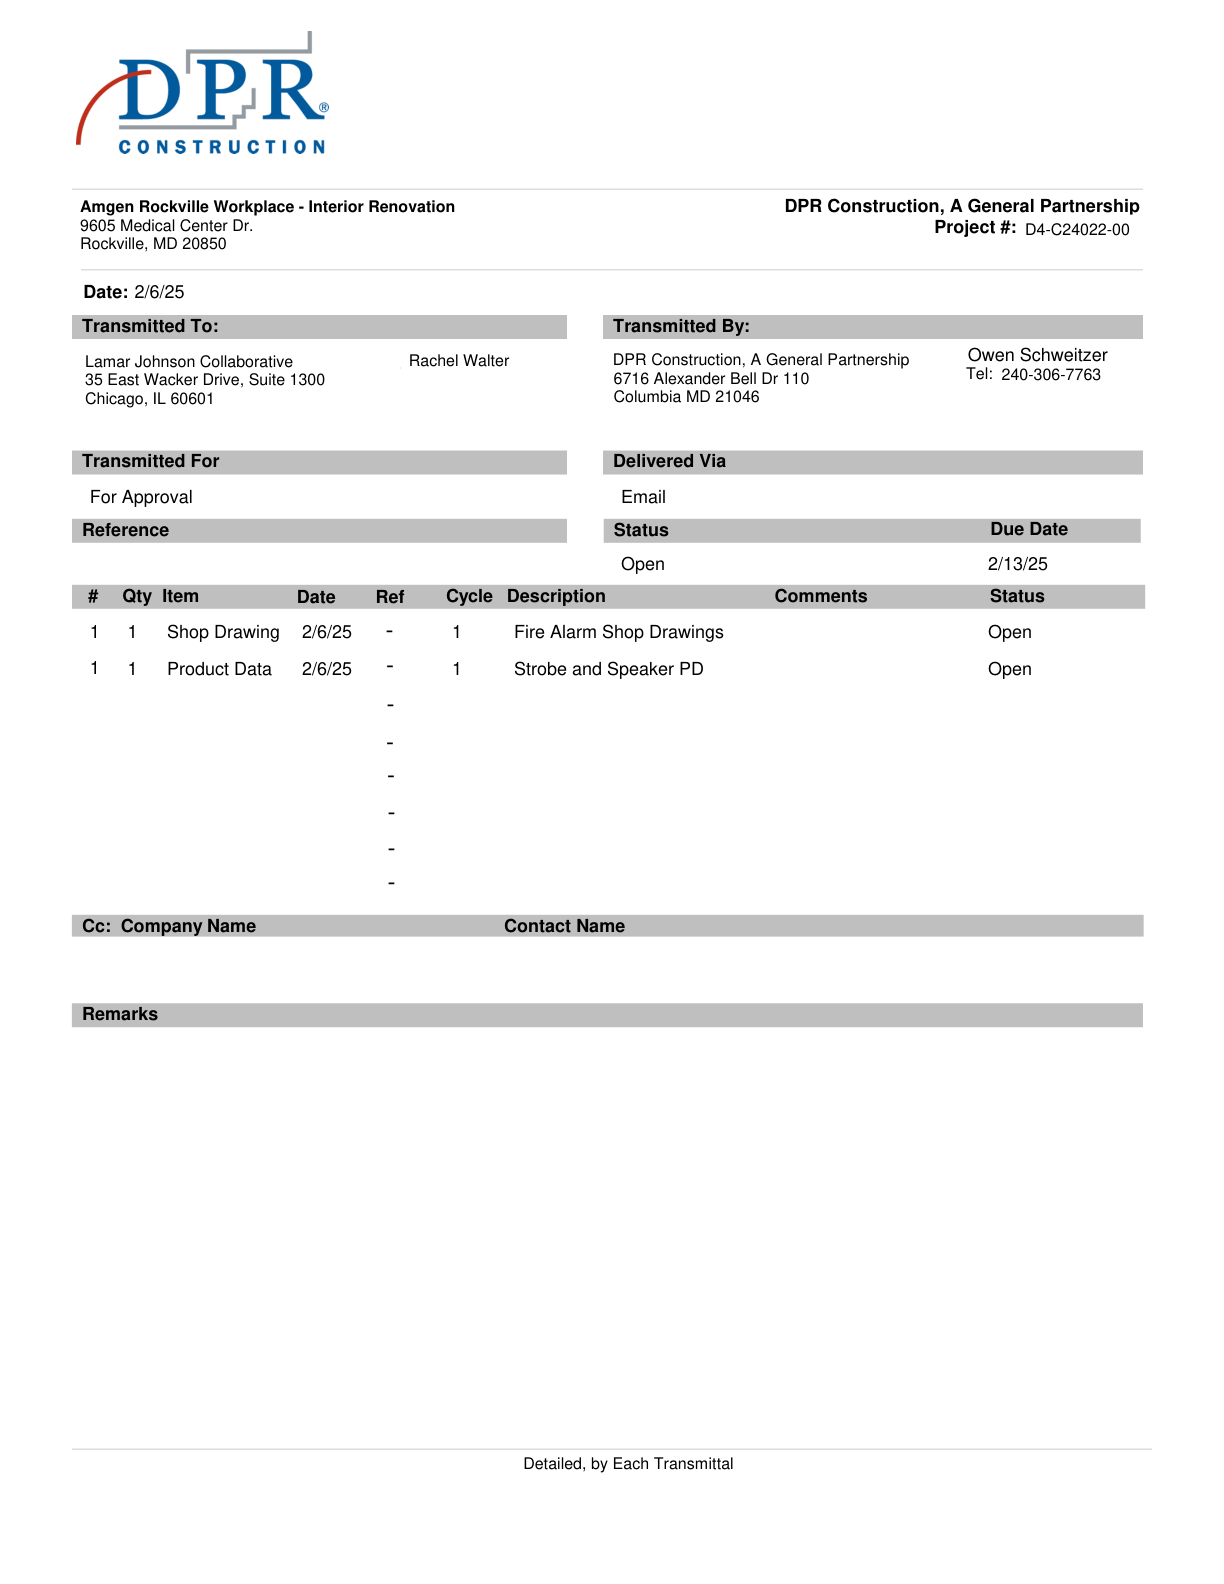 DPR®
CONSTRUCTION
Amgen Rockville Workplace - Interior Renovation
9605 Medical Center Dr.
Rockville, MD 20850
DPR Construction, A General Partnership
Project #: D4-C24022-00
Date: 2/6/25
Transmitted To:
Lamar Johnson Collaborative Rachel Walter
35 East Wacker Drive, Suite 1300
Chicago, IL 60601
Transmitted By:
DPR Construction, A General Partnership Owen Schweitzer
6716 Alexander Bell Dr 110 Tel: 240-306-7763
Columbia MD 21046
Transmitted For Delivered Via
For Approval Email
Reference Status Due Date
Open 2/13/25
# Qty Item Date Ref Cycle Description Comments Status
1 1 Shop Drawing 2/6/25 - 1 Fire Alarm Shop Drawings Open
1 1 Product Data 2/6/25 - 1 Strobe and Speaker PD Open
-
-
-
-
-
-
Cc: Company Name Contact Name
Remarks
Detailed, by Each Transmittal